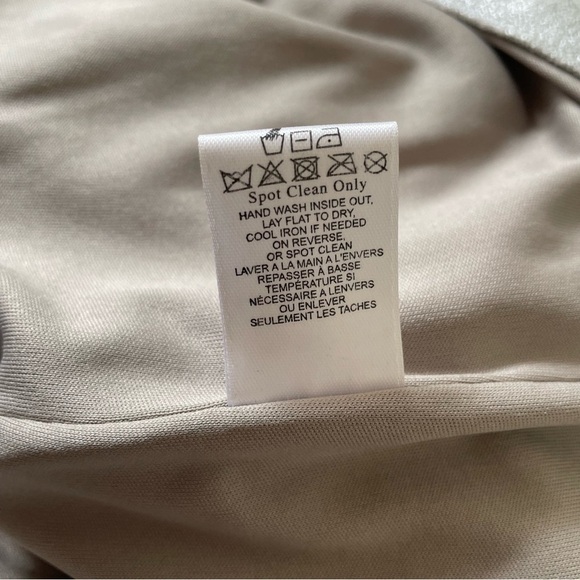 Spot Clean Only
HAND WASH INSIDE OUT,
LAY FLAT TO DRY,
COOL IRON IF NEEDED
ON REVERSE.
OR SPOT CLEAN
LAVER A LA MAIN A L'ENVERS
REPASSER À BASSE
TEMPÉRATURE SI
NÉCESSAIRE A LENVERS
OU ENLEVER
SEULEMENT LES TACHES